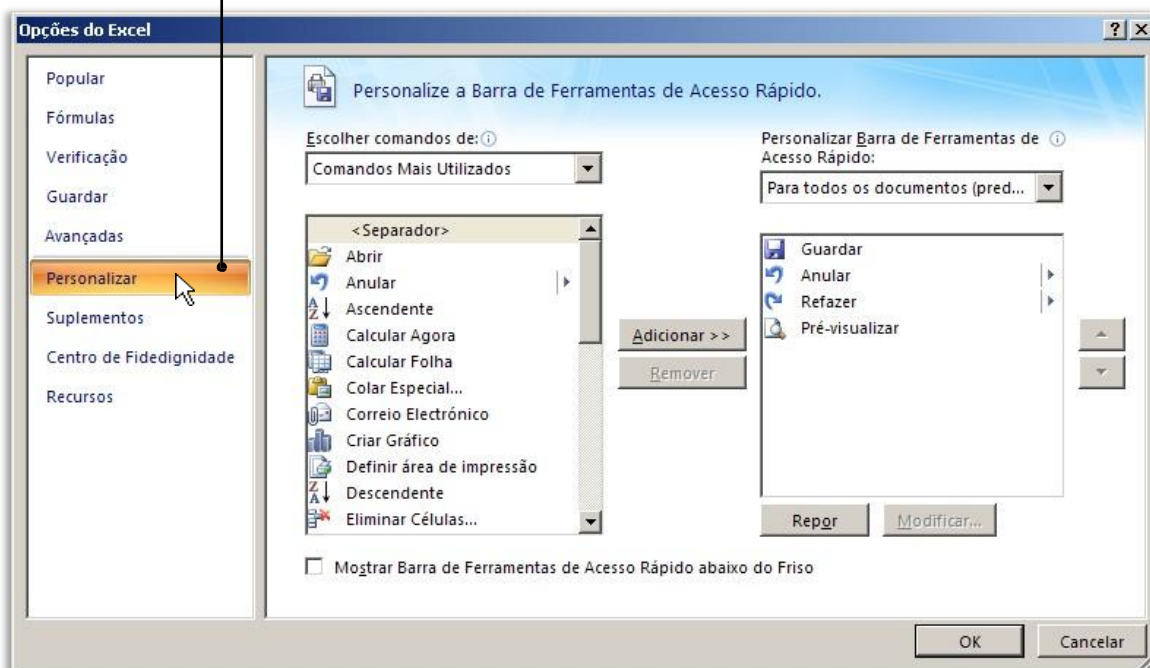 Opções do Excel
Popular
Fórmulas
Verificação
Guardar
Avançadas
Personalizar
Suplementos
Centro de Fidedignidade
Recursos
Personalize a Barra de Ferramentas de Acesso Rápido.
Escolher comandos de:
Comandos Mais Utilizados
<Separador>
Abrir
Anular
Ascendente
Calcular Agora
Calcular Folha
Colar Especial...
Correio Electrónico
Criar Gráfico
Definir área de impressão
Descendente
Eliminar Células...
Adicionar >>
Remover
Personalizar Barra de Ferramentas de
Acesso Rápido:
Para todos os documentos (pred...
Guardar
Anular
Refazer
Pré-visualizar
Repor
Modificar...
Mostrar Barra de Ferramentas de Acesso Rápido abaixo do Friso
OK
Cancelar